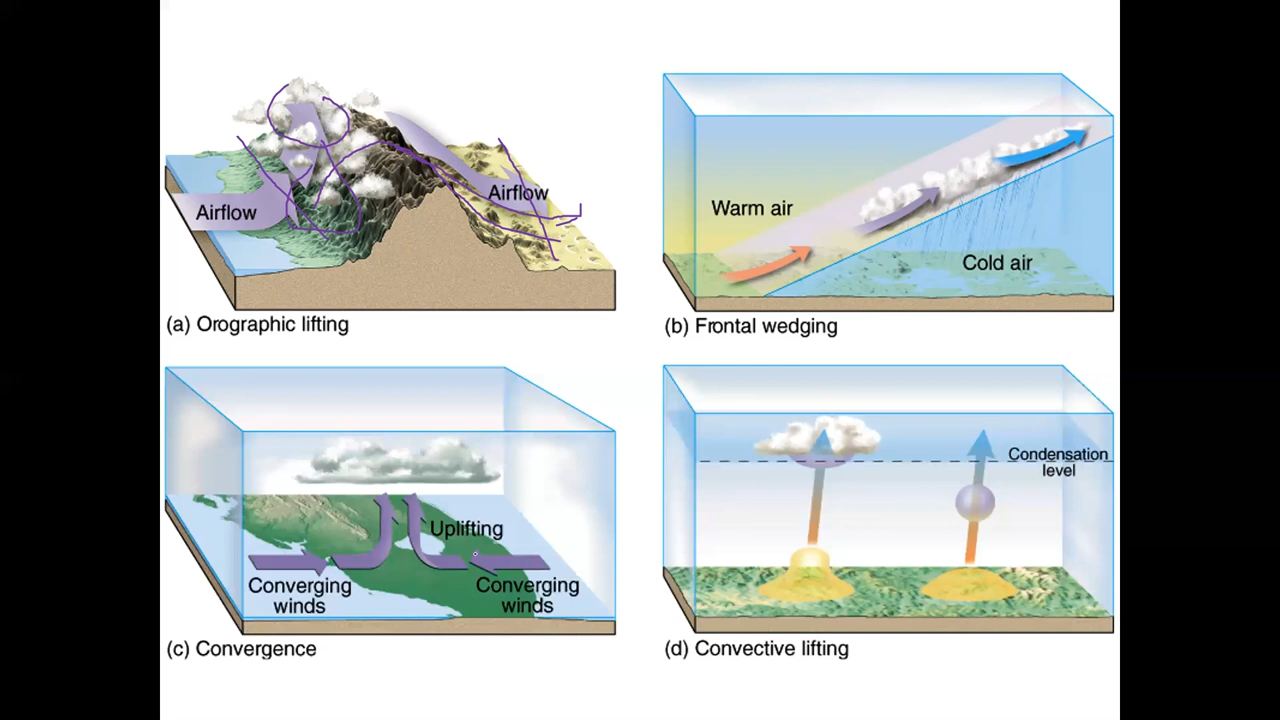 Airflow
Airflow
(a) Orographic lifting
Warm air
Cold air
(b) Frontal wedging
Uplifting
Converging
winds
Converging
winds
(c) Convergence
Condensation
level
(d) Convective lifting